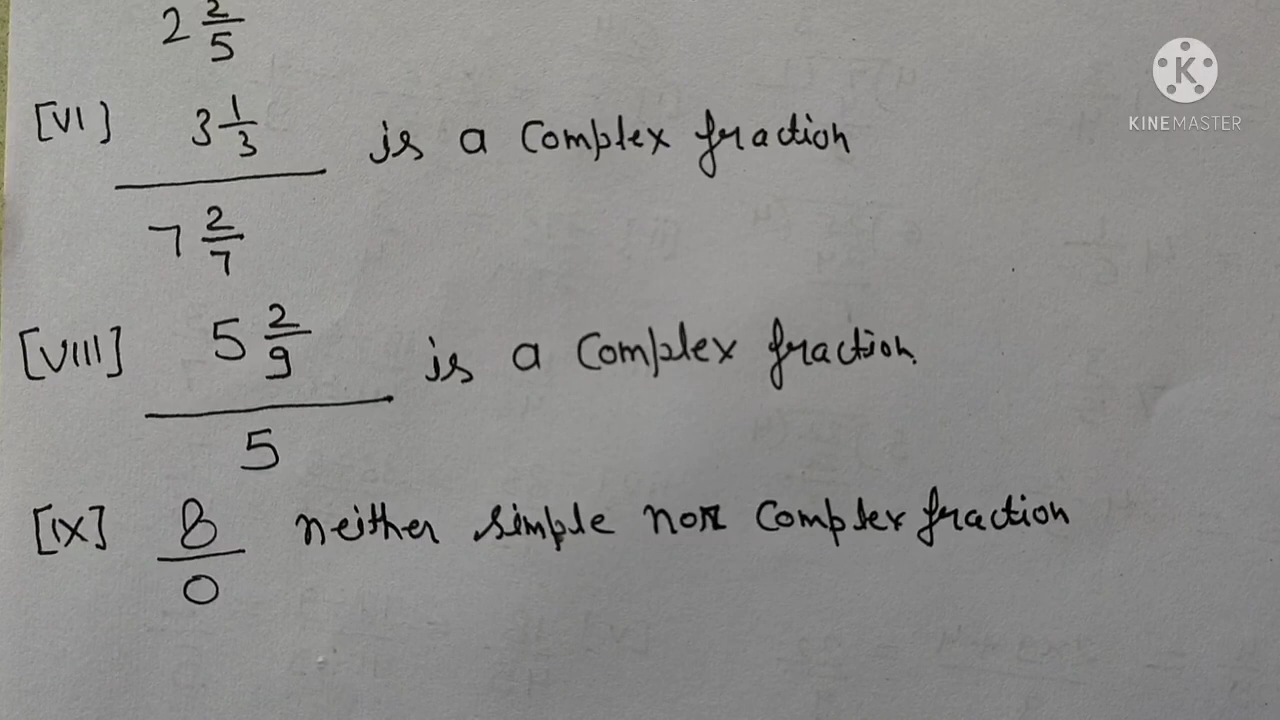 2 2/5
[VI] 3 1/3 is a complex fraction
7 2/7
[VIII] 5 2/9 is a complex fraction.
5
[IX] 8 neither simple nor complex fraction
0
KINEMASTER